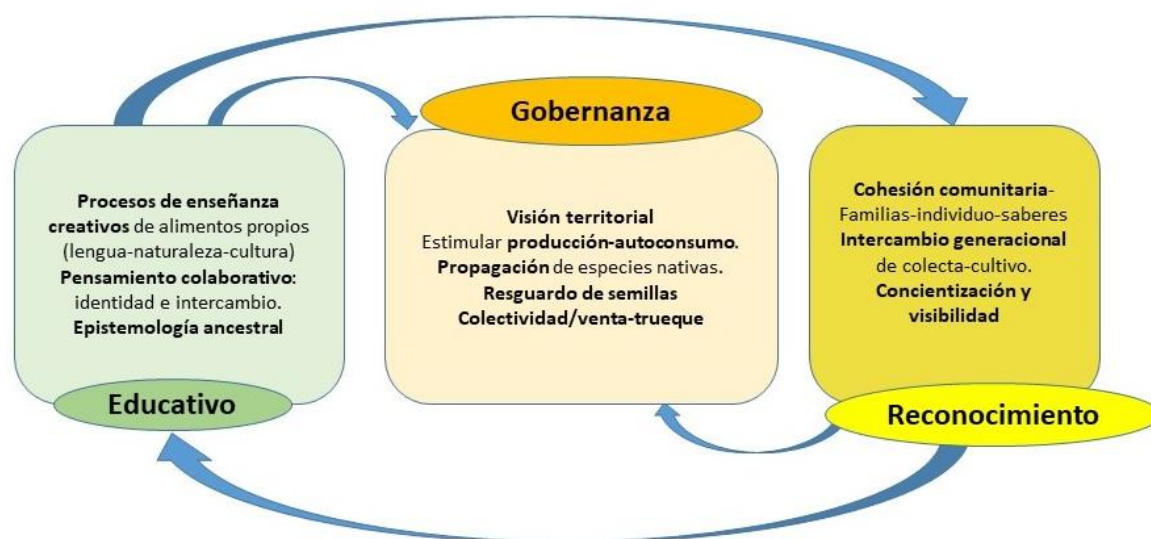 Procesos de enseñanza
creativos de alimentos propios
(lengua-naturaleza-cultura)
Pensamiento colaborativo:
identidad e intercambio.
Epistemología ancestral
Educativo
Gobernanza
Visión territorial
Estimular producción-autoconsumo.
Propagación de especies nativas.
Resguardo de semillas
Colectividad/venta-trueque
Cohesión comunitaria-
Familias-individuo-saberes
Intercambio generacional
de colecta-cultivo.
Concientización y
visibilidad
Reconocimiento